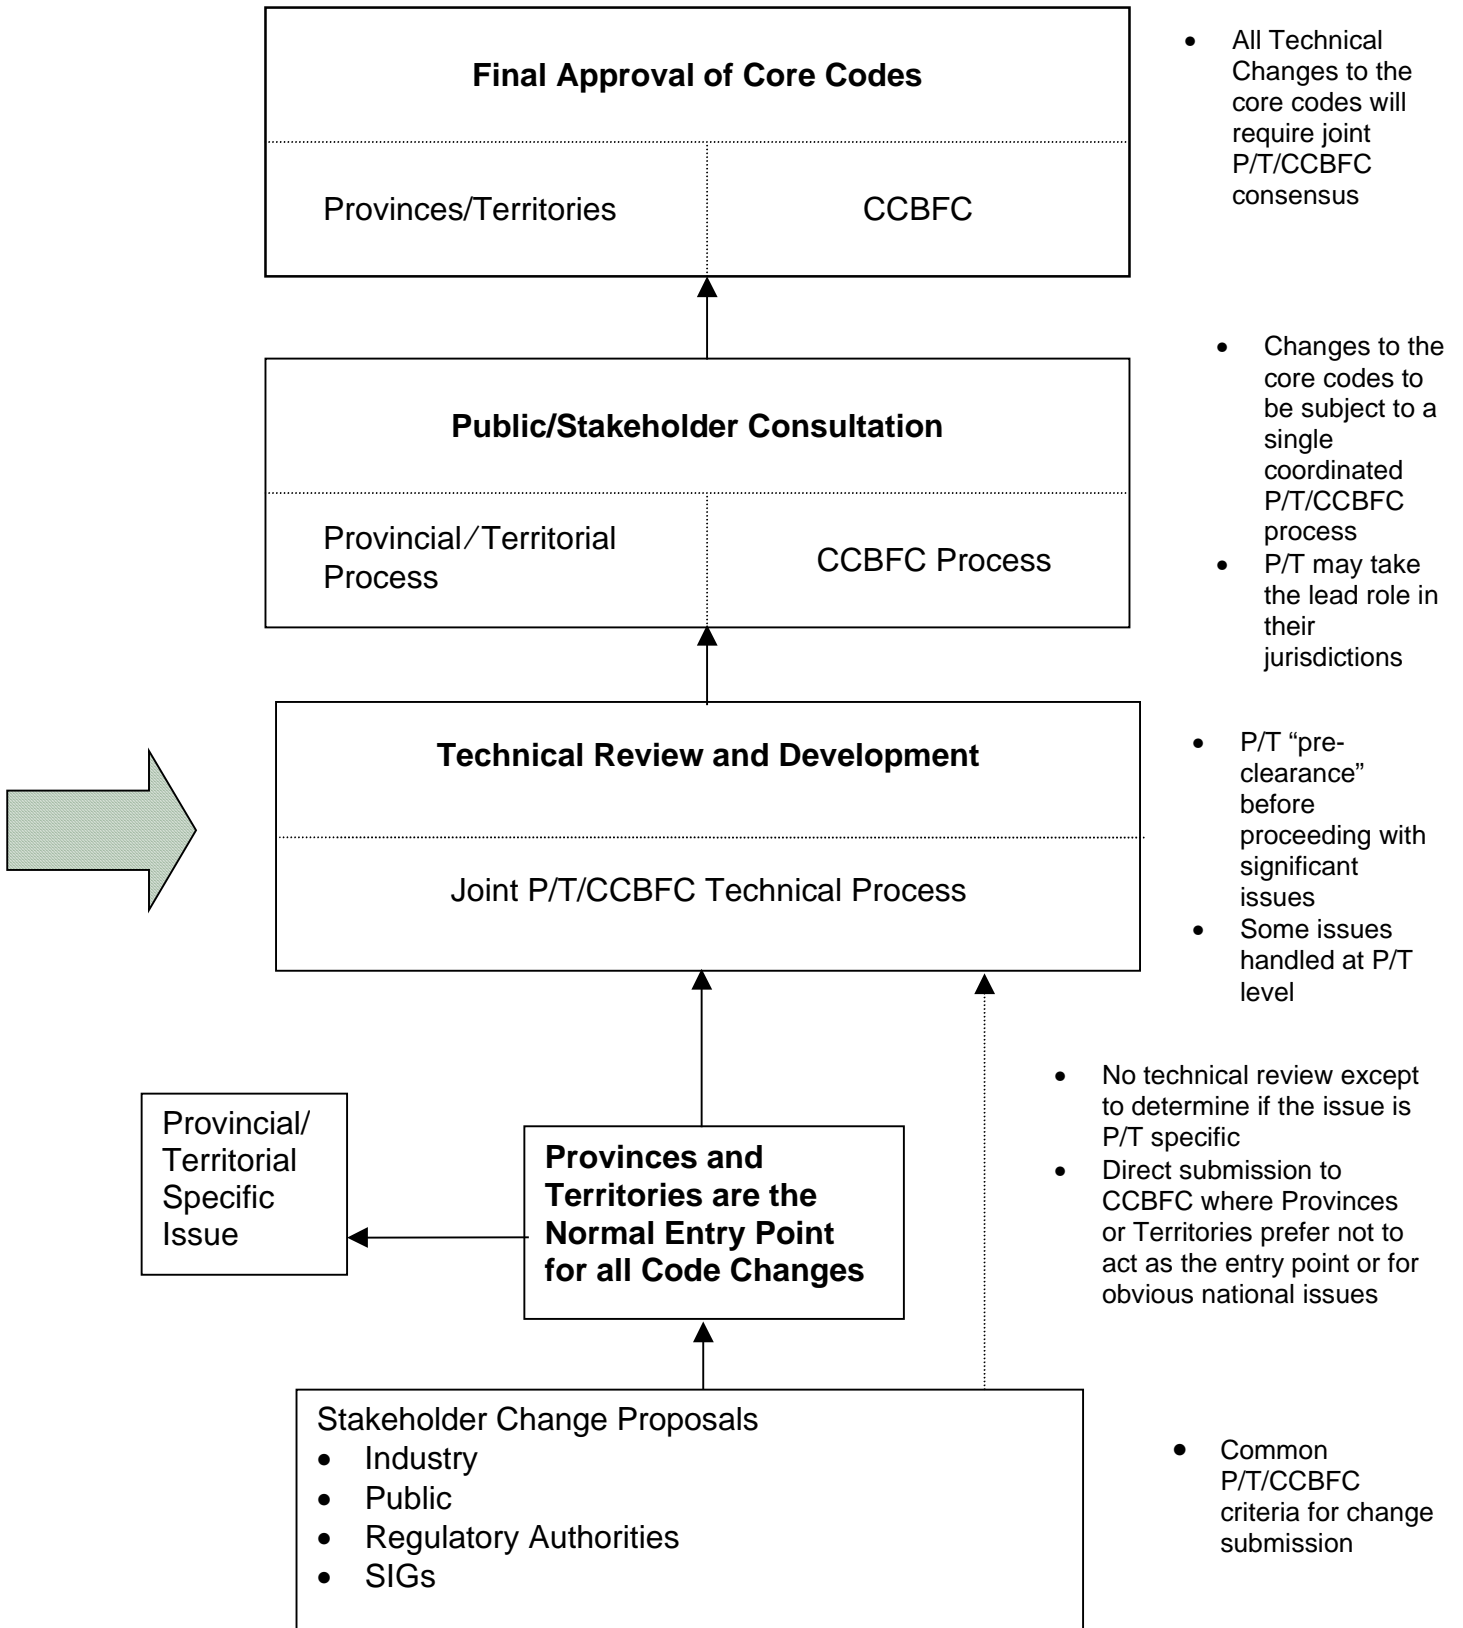 Final Approval of Core Codes
Provinces/Territories
CCBFC
• All Technical
Changes to the
core codes will
require joint
P/T/CCBFC
consensus
Public/Stakeholder Consultation
Provincial/Territorial
Process
CCBFC Process
• Changes to the
core codes to
be subject to a
single
coordinated
P/T/CCBFC
process
• P/T may take
the lead role in
their
jurisdictions
Technical Review and Development
Joint P/T/CCBFC Technical Process
• P/T “pre-
clearance”
before
proceeding with
significant
issues
• Some issues
handled at P/T
level
Provincial/
Territorial
Specific
Issue
Provinces and
Territories are the
Normal Entry Point
for all Code Changes
• No technical review except
to determine if the issue is
P/T specific
• Direct submission to
CCBFC where Provinces
or Territories prefer not to
act as the entry point or for
obvious national issues
Stakeholder Change Proposals
• Industry
• Public
• Regulatory Authorities
• SIGs
• Common
P/T/CCBFC
criteria for change
submission